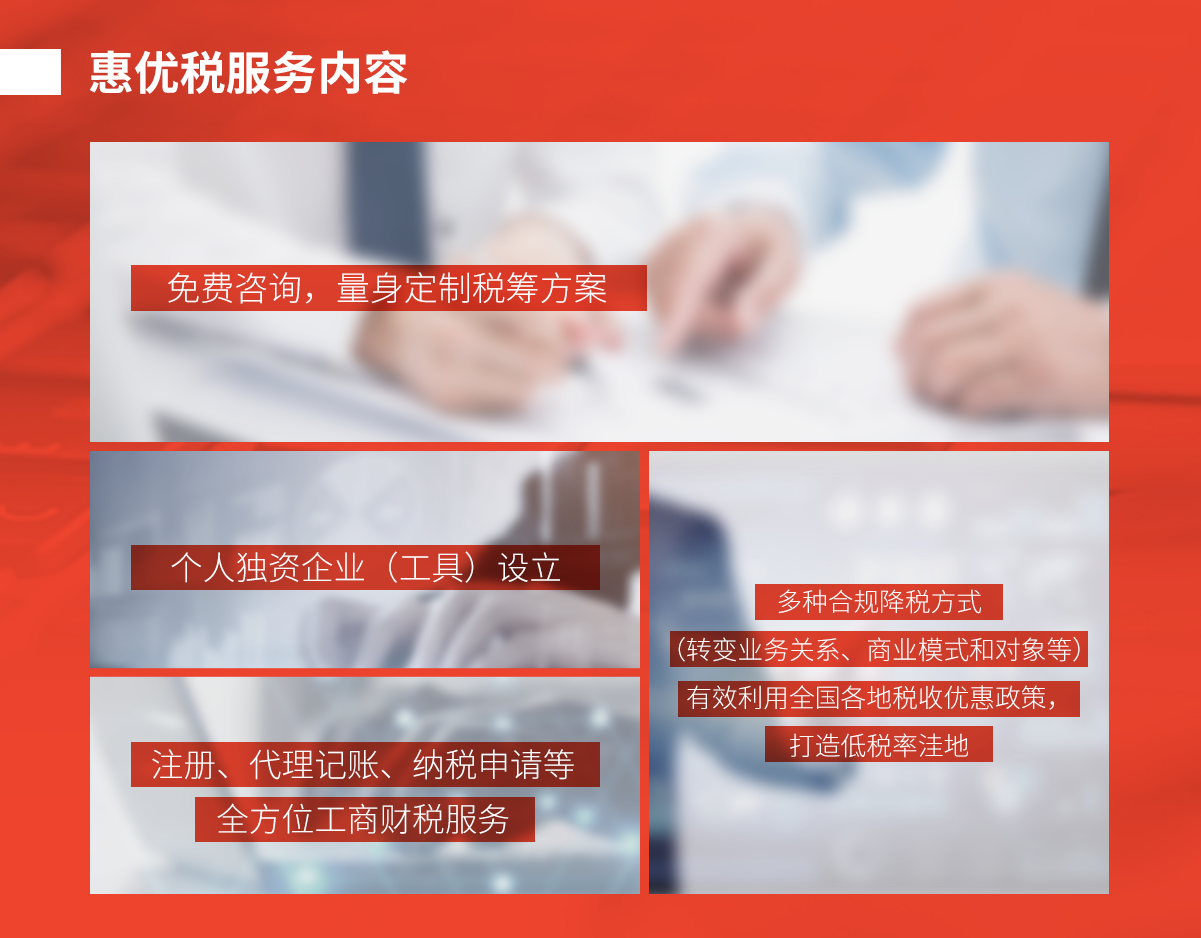 惠优税服务内容
免费咨询，量身定制税筹方案
个人独资企业（工具）设立
注册、代理记账、纳税申请等
全方位工商财税服务
多种合规降税方式
（转变业务关系、商业模式和对象等）
有效利用全国各地税收优惠政策，
打造低税率洼地